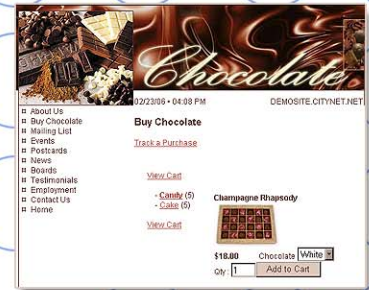 Chocolate
02/23/06 • 04:08 PM
DEMOSITE.CITYNET.NET
About Us
Buy Chocolate
Mailing List
Events
Postcards
News
Boards
Testimonials
Employment
Contact Us
Home
Buy Chocolate
Track a Purchase
View Cart
- Candy (5)
- Cake (5)
View Cart
Champagne Rhapsody
$18.00 Chocolate White
Qty: 1 Add to Cart